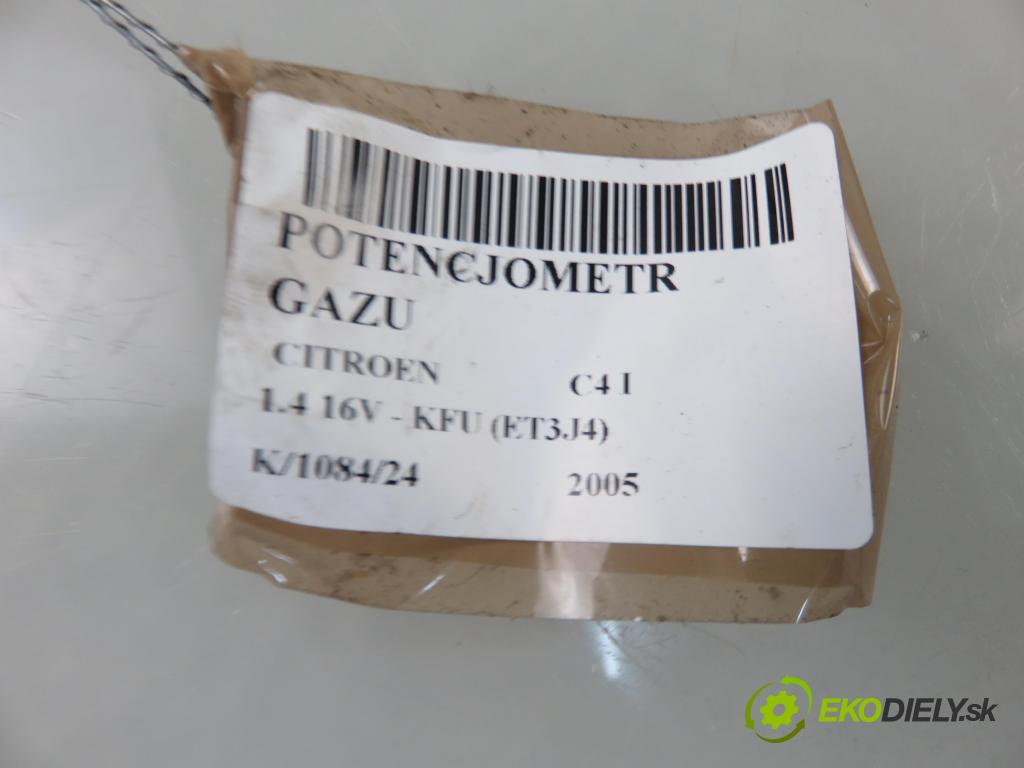 POTENCJOMETR
GAZU
CITROEN C4 I
1.4 16V - KFU (ET3J4)
K/1084/24 2005
EKODIELY.sk